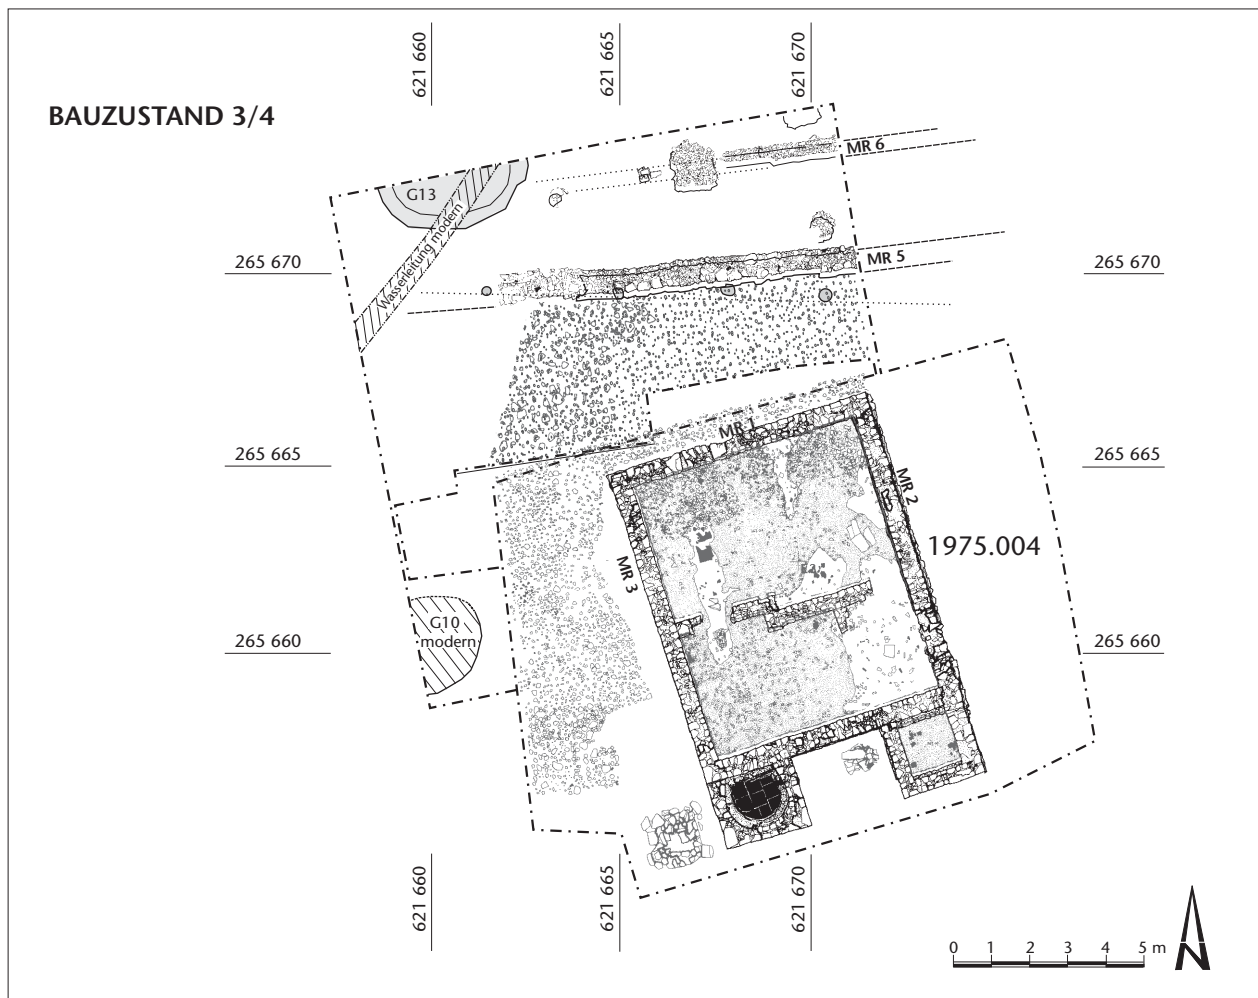 621 660
621 665
621 670
BAUZUSTAND 3/4
MR 6
G13
Wasserleitung modern
265 670
MR 5
265 670
MR 1
265 665
265 665
MR 2
1975.004
MR 3
G10
modern
265 660
265 660
621 660
621 665
621 670
0 1 2 3 4 5 m
N